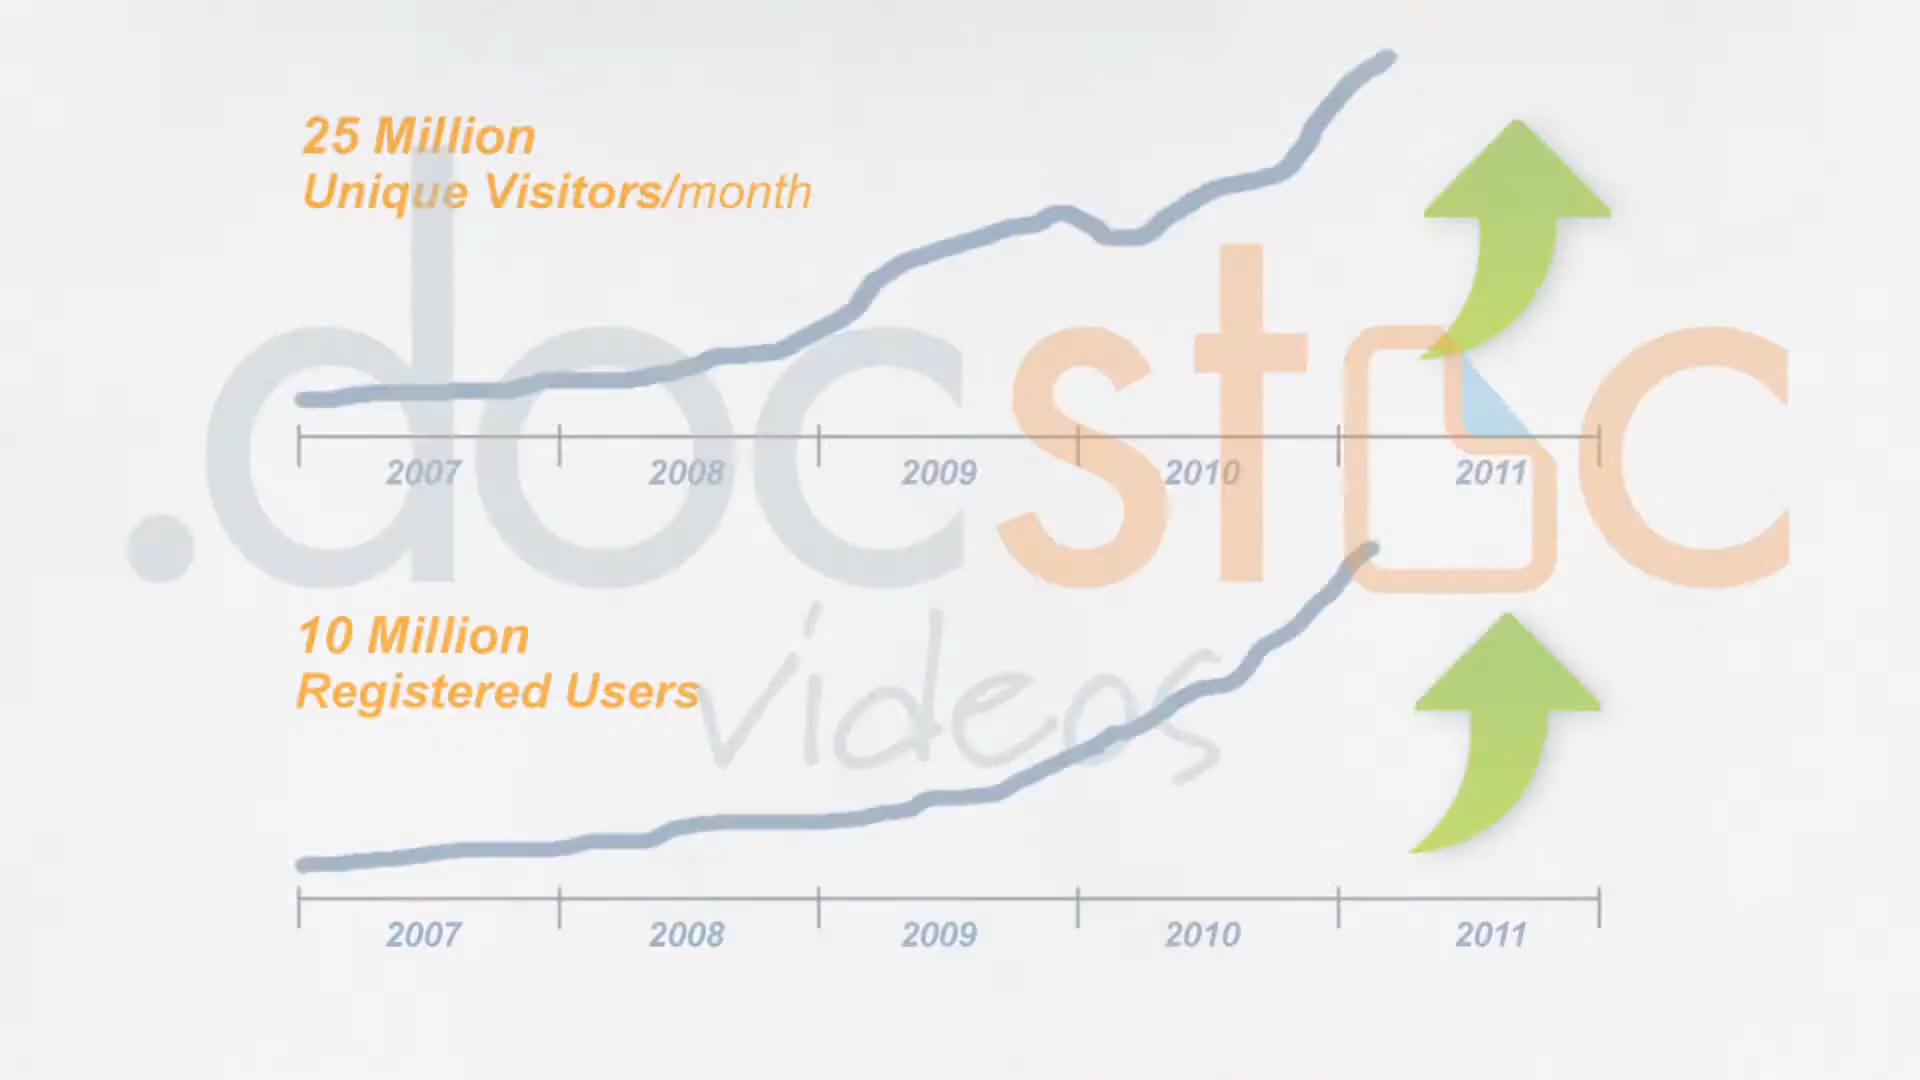 25 Million
Unique Visitors/month
2007 2008 2009 2010 2011
.docstoc
videos
10 Million
Registered Users
2007 2008 2009 2010 2011